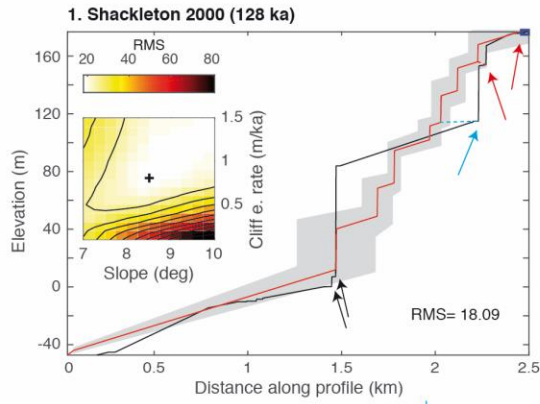 1. Shackleton 2000 (128 ka)
RMS
20 40 60 80
160
120
80
40
0
-40
Elevation (m)
1.5
1
0.5
Cliff e. rate (m/ka)
7 8 9 10
Slope (deg)
RMS= 18.09
0 0.5 1 1.5 2 2.5
Distance along profile (km)